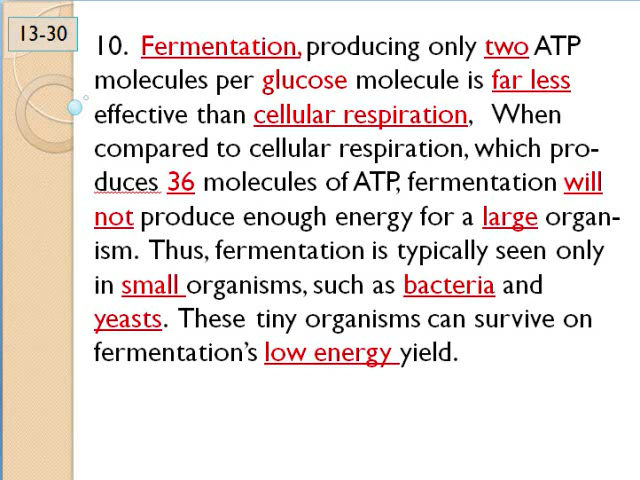 13-30
10. Fermentation, producing only two ATP
molecules per glucose molecule is far less
effective than cellular respiration, When
compared to cellular respiration, which pro-
duces 36 molecules of ATP, fermentation will
not produce enough energy for a large organ-
ism. Thus, fermentation is typically seen only
in small organisms, such as bacteria and
yeasts. These tiny organisms can survive on
fermentation's low energy yield.